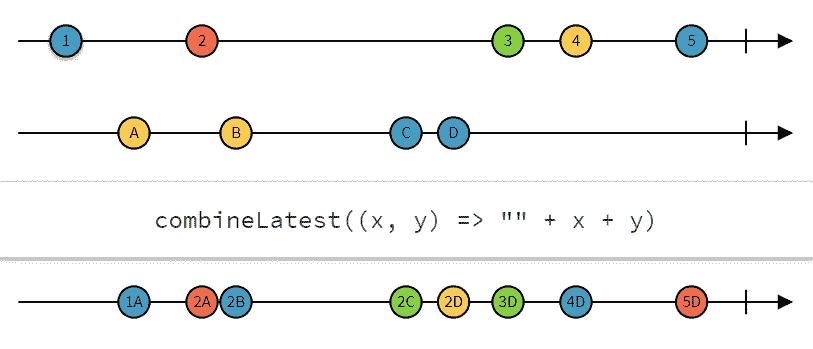 1 2 3 4 5
A B C D
combineLatest((x, y) => "" + x + y)
1A 2A 2B 2C 2D 3D 4D 5D